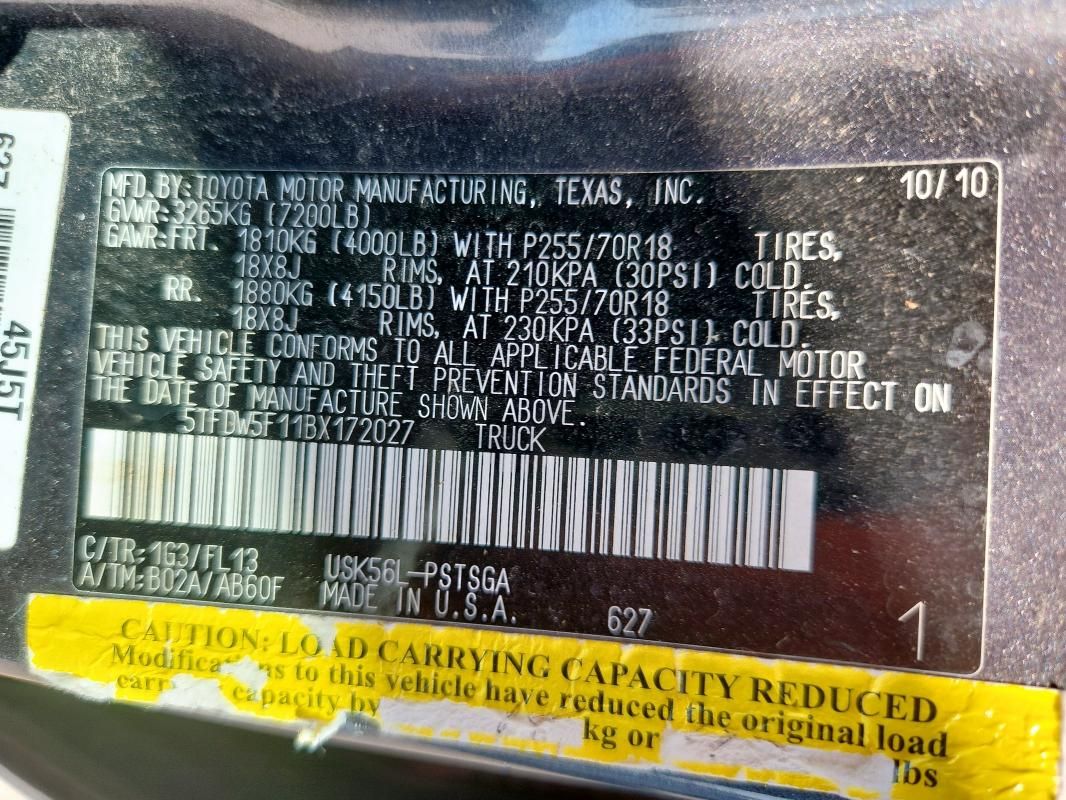 MFD.BY:TOYOTA MOTOR MANUFACTURING, TEXAS, INC. 10/10
GVWR:3265KG (7200LB)
GAWR:FRT. 1810KG (4000LB) WITH P255/70R18 TIRES,
18X8J RIMS, AT 210KPA (30PSI) COLD.
RR. 1880KG (4150LB) WITH P255/70R18 TIRES,
18X8J RIMS, AT 230KPA (33PSI) COLD.
THIS VEHICLE CONFORMS TO ALL APPLICABLE FEDERAL MOTOR
VEHICLE SAFETY AND THEFT PREVENTION STANDARDS IN EFFECT ON
THE DATE OF MANUFACTURE SHOWN ABOVE.
5TFDW5F11BX172027 TRUCK
C/TR:1G3/FL13 USK56L-PSTSGA
A/TM:B02A/AB60F MADE IN U.S.A. 627 1
CAUTION: LOAD CARRYING CAPACITY REDUCED
to this vehicle have reduced the original load
capacity by kg or lbs
627
45J5T